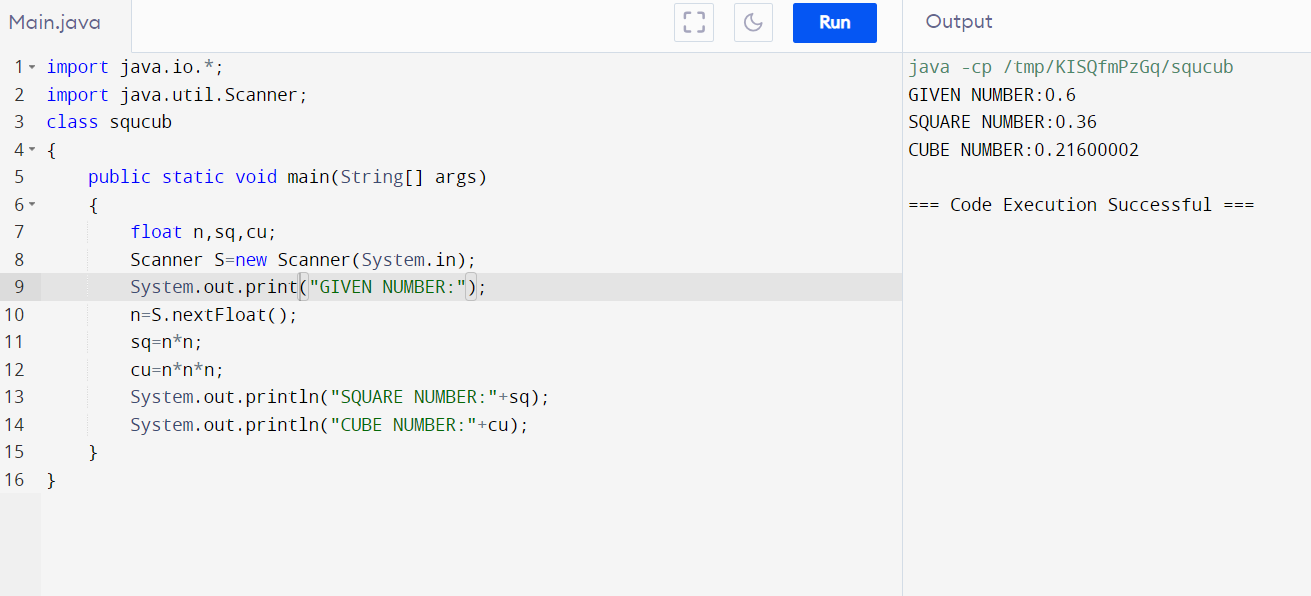 Main.java
Run
Output
1 import java.io.*;
2 import java.util.Scanner;
3 class squcub
4 {
5 public static void main(String[] args)
6 {
7 float n,sq,cu;
8 Scanner S=new Scanner(System.in);
9 System.out.print("GIVEN NUMBER:");
10 n=S.nextFloat();
11 sq=n*n;
12 cu=n*n*n;
13 System.out.println("SQUARE NUMBER:"+sq);
14 System.out.println("CUBE NUMBER:"+cu);
15 }
16 }
java -cp /tmp/KISQfmPzGq/squcub
GIVEN NUMBER:0.6
SQUARE NUMBER:0.36
CUBE NUMBER:0.21600002
=== Code Execution Successful ===